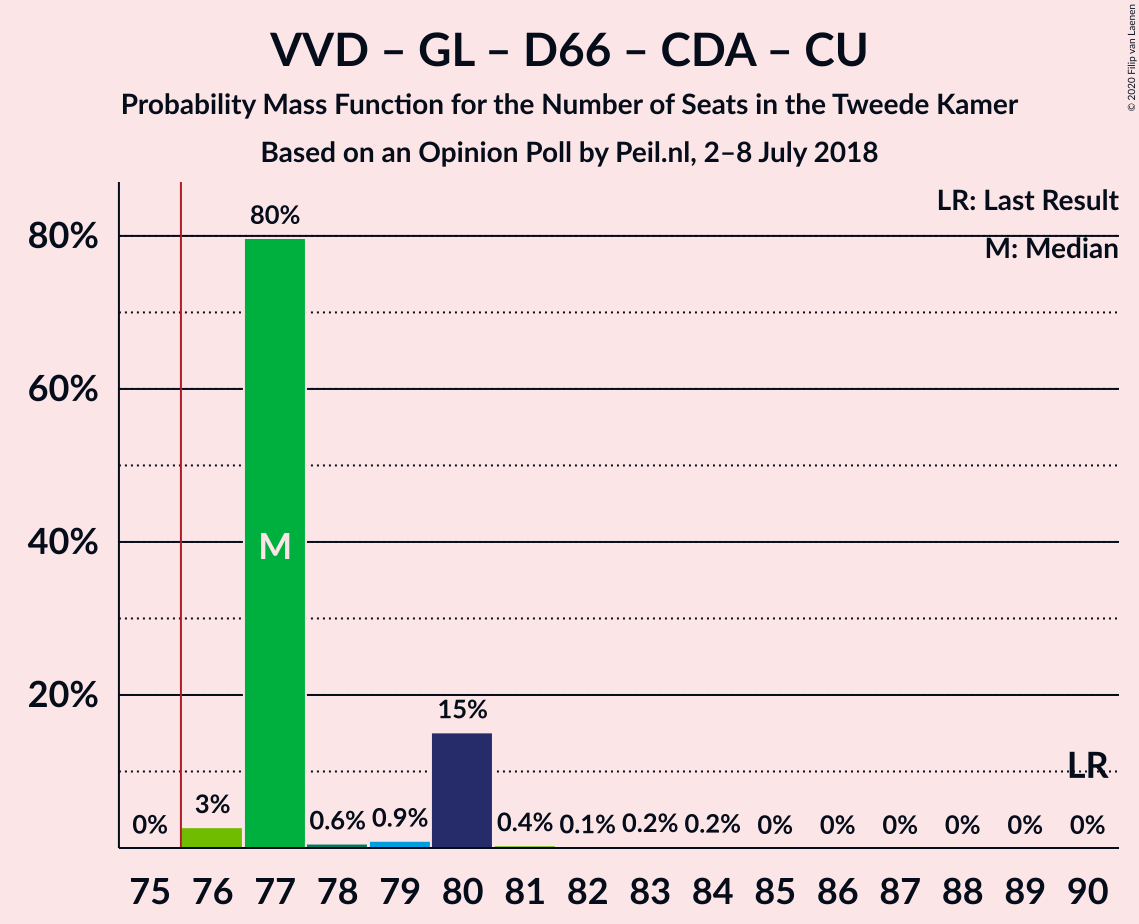 VVD – GL – D66 – CDA – CU
Probability Mass Function for the Number of Seats in the Tweede Kamer
Based on an Opinion Poll by Peil.nl, 2–8 July 2018
© 2020 Filip van Laenen
LR: Last Result
M: Median
80%
60%
40%
20%
0%
3%
80%
0.6%
0.9%
15%
0.4%
0.1%
0.2%
0.2%
0%
0%
0%
0%
0%
0%
M
LR
75 76 77 78 79 80 81 82 83 84 85 86 87 88 89 90